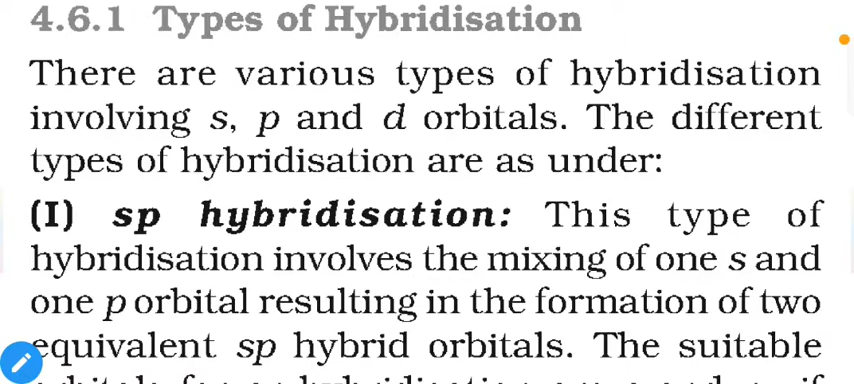 4.6.1 Types of Hybridisation
There are various types of hybridisation
involving s, p and d orbitals. The different
types of hybridisation are as under:
(I) sp hybridisation: This type of
hybridisation involves the mixing of one s and
one p orbital resulting in the formation of two
equivalent sp hybrid orbitals. The suitable